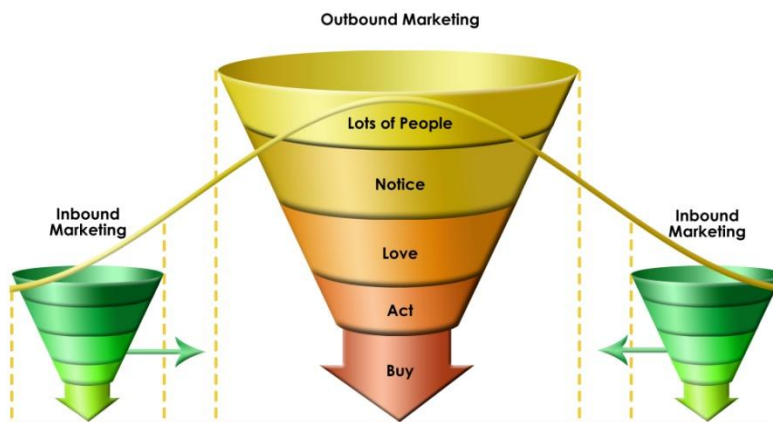 Outbound Marketing
Lots of People
Notice
Inbound
Marketing
Inbound
Marketing
Love
Act
Buy